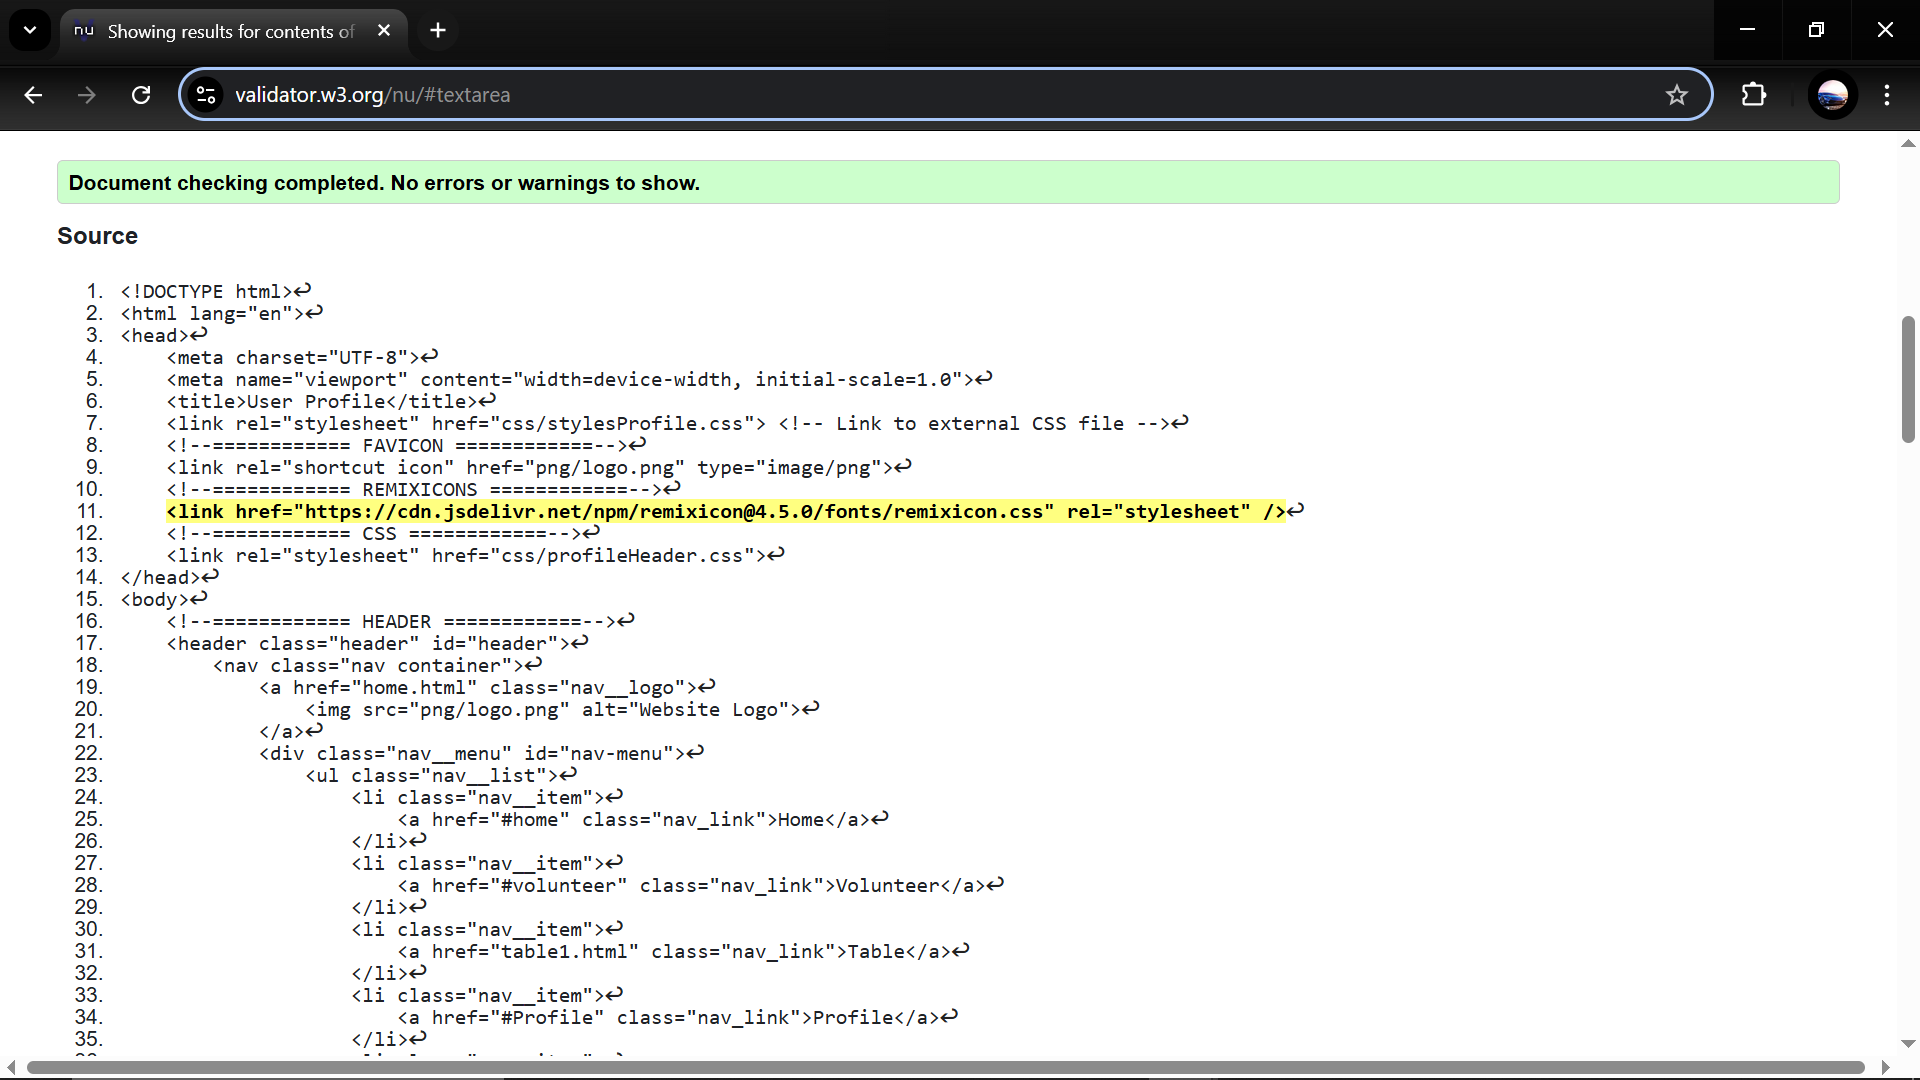 nu Showing results for contents of
validator.w3.org/nu/#textarea
Document checking completed. No errors or warnings to show.
Source
1. <!DOCTYPE html>↩
2. <html lang="en">↩
3. <head>↩
4.     <meta charset="UTF-8">↩
5.     <meta name="viewport" content="width=device-width, initial-scale=1.0">↩
6.     <title>User Profile</title>↩
7.     <link rel="stylesheet" href="css/stylesProfile.css"> <!-- Link to external CSS file -->↩
8.     <!--============ FAVICON ============-->↩
9.     <link rel="shortcut icon" href="png/logo.png" type="image/png">↩
10.     <!--============ REMIXICONS ============-->↩
11.     <link href="https://cdn.jsdelivr.net/npm/remixicon@4.5.0/fonts/remixicon.css" rel="stylesheet" />↩
12.     <!--============ CSS ============-->↩
13.     <link rel="stylesheet" href="css/profileHeader.css">↩
14. </head>↩
15. <body>↩
16.     <!--============ HEADER ============-->↩
17.     <header class="header" id="header">↩
18.         <nav class="nav container">↩
19.             <a href="home.html" class="nav__logo">↩
20.                 <img src="png/logo.png" alt="Website Logo">↩
21.             </a>↩
22.             <div class="nav__menu" id="nav-menu">↩
23.                 <ul class="nav__list">↩
24.                     <li class="nav__item">↩
25.                         <a href="#home" class="nav_link">Home</a>↩
26.                     </li>↩
27.                     <li class="nav__item">↩
28.                         <a href="#volunteer" class="nav_link">Volunteer</a>↩
29.                     </li>↩
30.                     <li class="nav__item">↩
31.                         <a href="table1.html" class="nav_link">Table</a>↩
32.                     </li>↩
33.                     <li class="nav__item">↩
34.                         <a href="#Profile" class="nav_link">Profile</a>↩
35.                     </li>↩